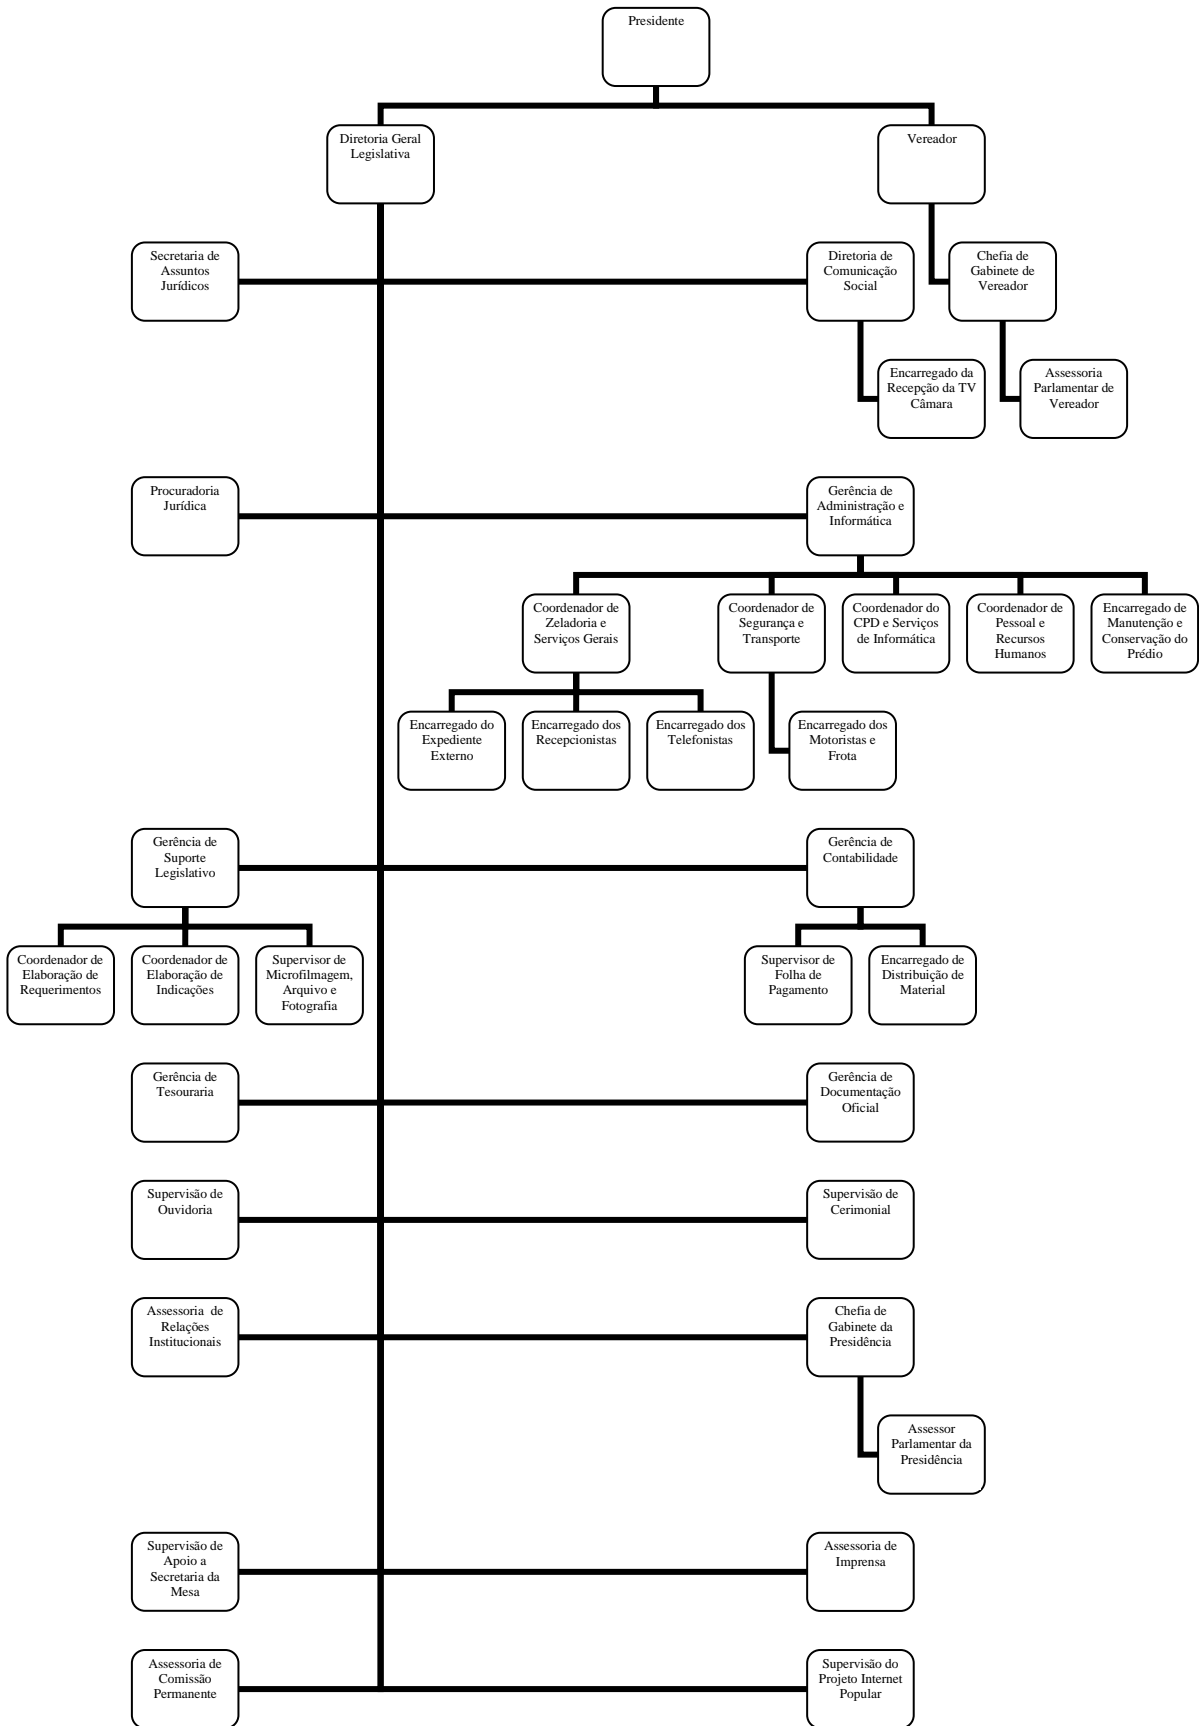 Presidente
Diretoria Geral
Legislativa
Vereador
Secretaria de
Assuntos
Jurídicos
Diretoria de
Comunicação
Social
Chefia de
Gabinete de
Vereador
Encarregado da
Recepção da TV
Câmara
Assessoria
Parlamentar de
Vereador
Procuradoria
Jurídica
Gerência de
Administração e
Informática
Coordenador de
Zeladoria e
Serviços Gerais
Coordenador de
Segurança e
Transporte
Coordenador do
CPD e Serviços
de Informática
Coordenador de
Pessoal e
Recursos
Humanos
Encarregado de
Manutenção e
Conservação do
Prédio
Encarregado do
Expediente
Externo
Encarregado dos
Recepcionistas
Encarregado dos
Telefonistas
Encarregado dos
Motoristas e
Frota
Gerência de
Suporte
Legislativo
Gerência de
Contabilidade
Coordenador de
Elaboração de
Requerimentos
Coordenador de
Elaboração de
Indicações
Supervisor de
Microfilmagem,
Arquivo e
Fotografia
Supervisor de
Folha de
Pagamento
Encarregado de
Distribuição de
Material
Gerência de
Tesouraria
Gerência de
Documentação
Oficial
Supervisão de
Ouvidoria
Supervisão de
Cerimonial
Assessoria de
Relações
Institucionais
Chefia de
Gabinete da
Presidência
Assessor
Parlamentar da
Presidência
Supervisão de
Apoio a
Secretaria da
Mesa
Assessoria de
Imprensa
Assessoria de
Comissão
Permanente
Supervisão do
Projeto Internet
Popular